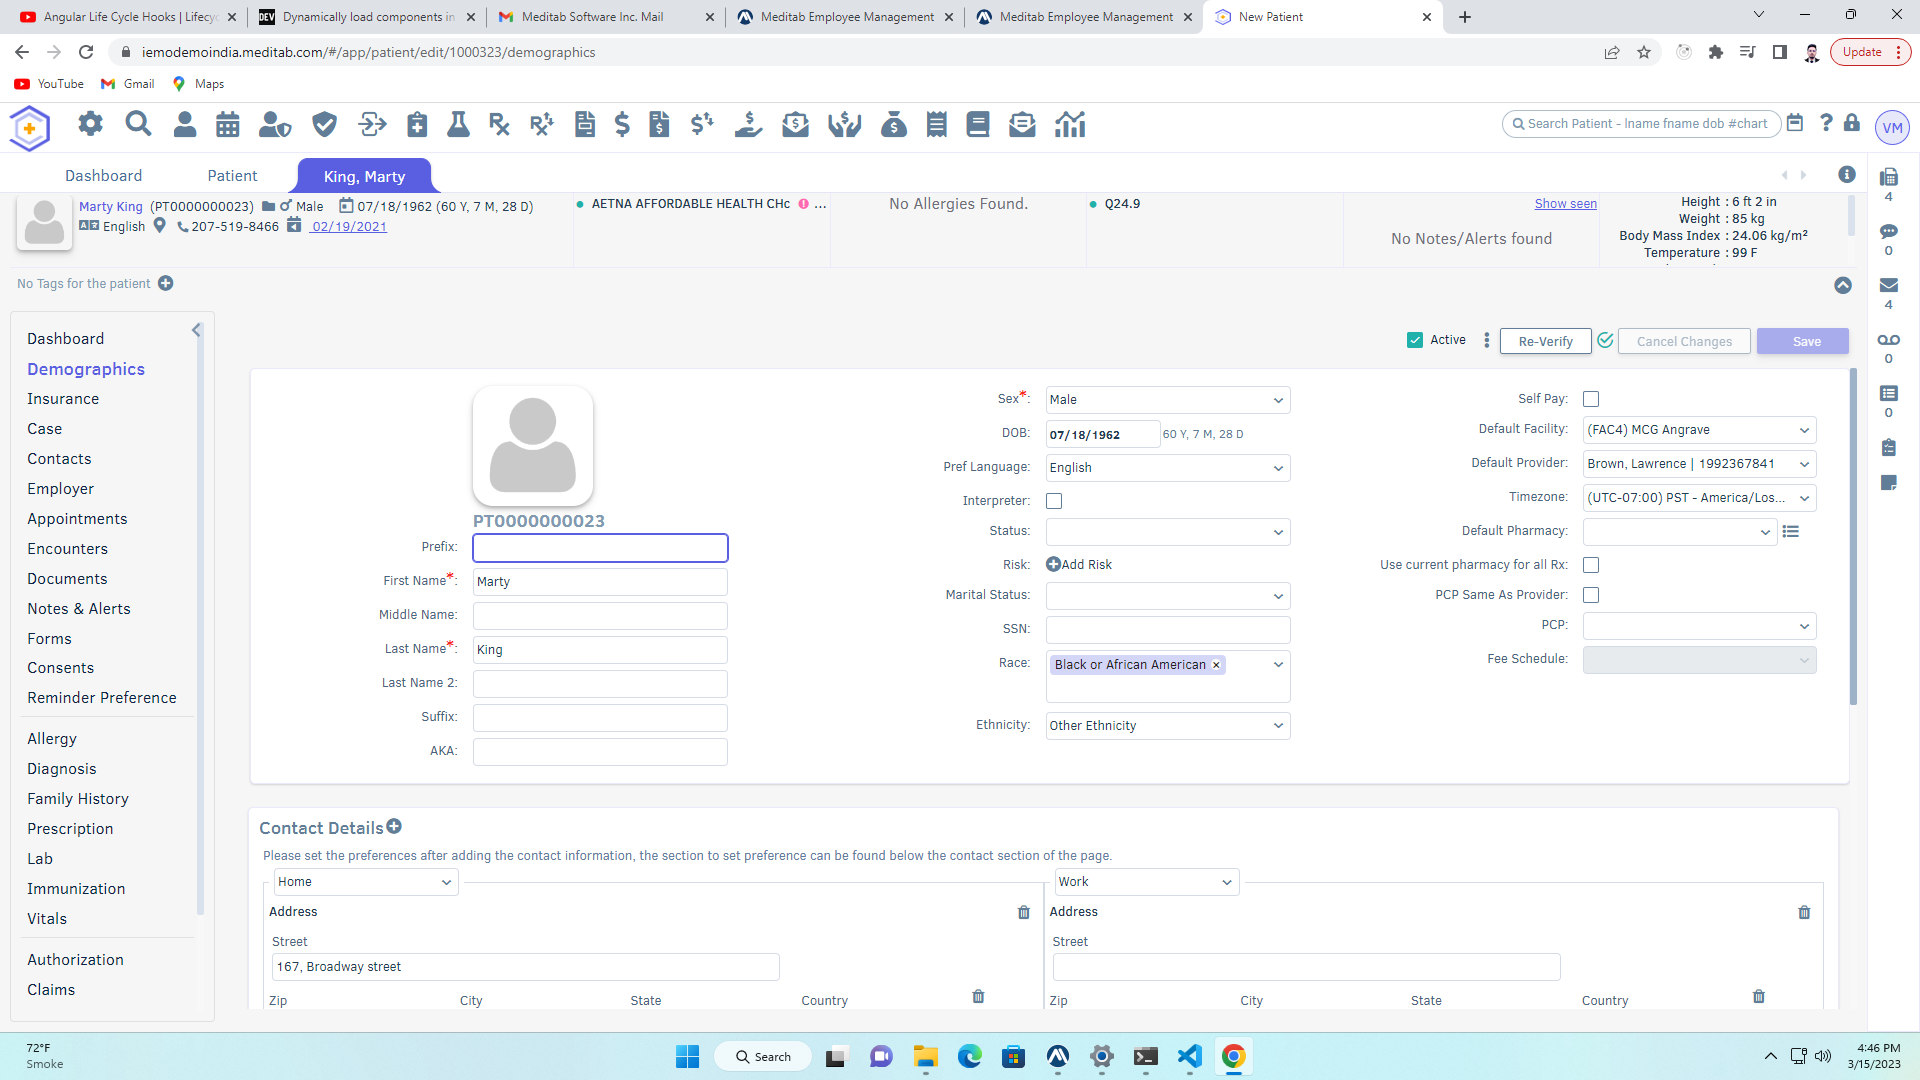 Angular Life Cycle Hooks | Lifecyc
DEV Dynamically load components in
Meditab Software Inc. Mail
Meditab Employee Management
Meditab Employee Management
New Patient
iemodemoindia.meditab.com/#/app/patient/edit/1000323/demographics
Update
YouTube
Gmail
Maps
Search Patient - lname fname dob #chart
VM
Dashboard
Patient
King, Marty
Marty King (PT0000000023) Male 07/18/1962 (60 Y, 7 M, 28 D)
English 207-519-8466 02/19/2021
AETNA AFFORDABLE HEALTH CHc ...
No Allergies Found.
Q24.9
Show seen
No Notes/Alerts found
Height : 6 ft 2 in
Weight : 85 kg
Body Mass Index : 24.06 kg/m²
Temperature : 99 F
4
0
4
0
0
No Tags for the patient
Dashboard
Demographics
Insurance
Case
Contacts
Employer
Appointments
Encounters
Documents
Notes & Alerts
Forms
Consents
Reminder Preference
Allergy
Diagnosis
Family History
Prescription
Lab
Immunization
Vitals
Authorization
Claims
Active
Re-Verify
Cancel Changes
Save
PT0000000023
Prefix:
First Name*: Marty
Middle Name:
Last Name*: King
Last Name 2:
Suffix:
AKA:
Sex*: Male
DOB: 07/18/1962 60 Y, 7 M, 28 D
Pref Language: English
Interpreter:
Status:
Risk: Add Risk
Marital Status:
SSN:
Race: Black or African American ×
Ethnicity: Other Ethnicity
Self Pay:
Default Facility: (FAC4) MCG Angrave
Default Provider: Brown, Lawrence | 1992367841
Timezone: (UTC-07:00) PST - America/Los...
Default Pharmacy:
Use current pharmacy for all Rx:
PCP Same As Provider:
PCP:
Fee Schedule:
Contact Details
Please set the preferences after adding the contact information, the section to set preference can be found below the contact section of the page.
Home
Address
Street
167, Broadway street
Zip City State Country
Work
Address
Street
Zip City State Country
72°F
Smoke
Search
4:46 PM
3/15/2023